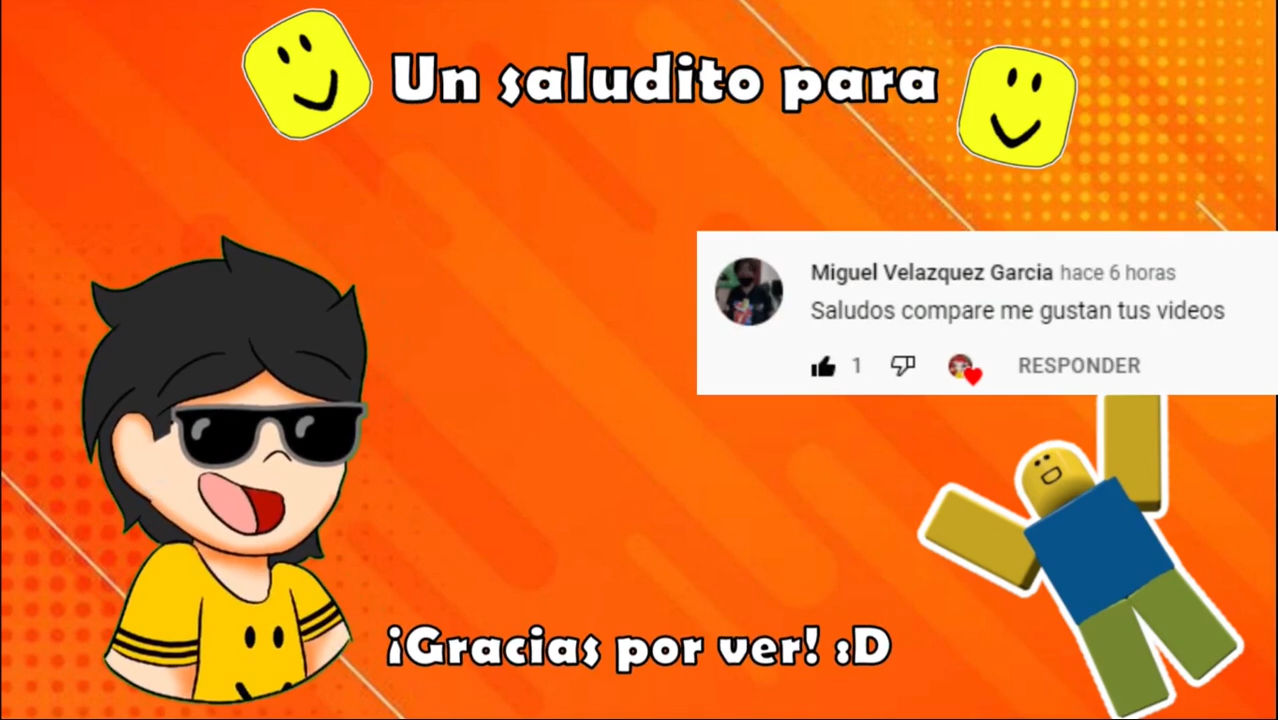 Un saludito para
Miguel Velazquez Garcia hace 6 horas
Saludos compare me gustan tus videos
1
RESPONDER
¡Gracias por ver! :D